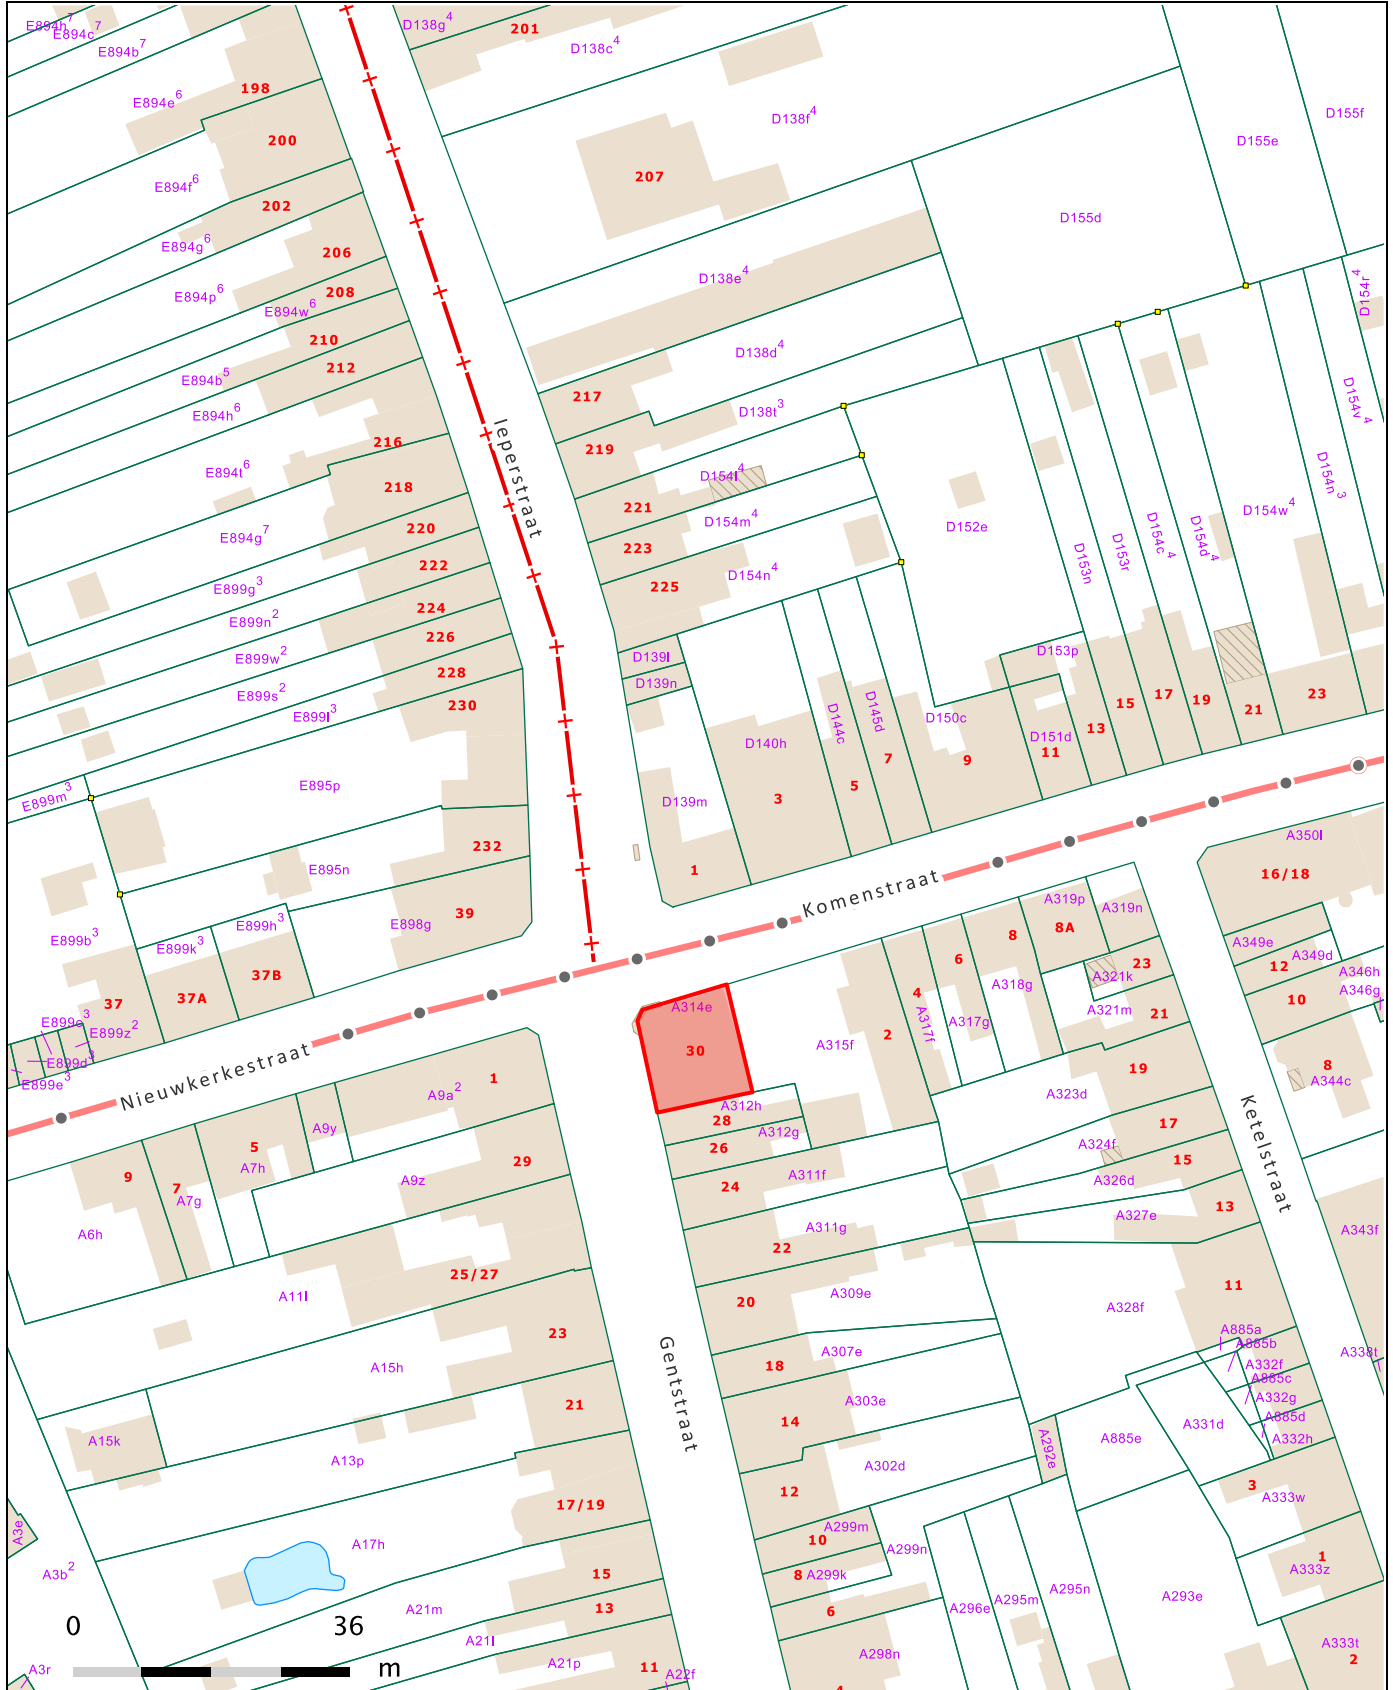 E894h⁷
E894c⁷
E894b⁷
D138g⁴
201
D138c⁴
198
E894e⁶
D138f⁴
D155f
200
D155e
E894f⁶
207
202
D155d
206
E894g⁶
D138e⁴
D154r⁴
E894p⁶
208
E894w⁶
210
D138d⁴
212
E894b⁵
217
E894h⁶
D138t³
D154v⁴
216
219
E894t⁶
D154l⁴
D154n³
218
Ieperstraat
221
D154m⁴
D154w⁴
220
D152e
E894g⁷
223
D154c⁴
D154d⁴
222
D153r
D153n
D154n⁴
225
E899g³
224
E899n²
226
D139l
D153p
E899w²
228
D139n
E899s²
230
15
17
19
21
23
E899l³
D144c
D145d
D150c
13
D140h
D151d
11
7
9
E895p
5
E899m³
D139m
3
232
A350l
1
E895n
16/18
Komenstraat
39
E898g
A319p
A319n
8A
8
E899h³
E899b³
E899k³
A349e
6
A349d
12
23
37B
37A
37
A318g
A321k
A346h
A346g
4
10
A314e
A321m
21
A317f
A317g
E899c³
E899z²
2
A315f
30
E899d³
8
19
E899e³
A344c
Nieuwkerkestraat
1
A9a²
A323d
A312h
28
17
A9y
A312g
26
5
A324f
29
15
A7h
9
7
A7g
A9z
24
A311f
A326d
Ketelstraat
13
A327e
A6h
A311g
A343f
22
25/27
A11l
20
A309e
11
A328f
23
A885a
A885b
A307e
A338t
18
A332f
A15h
Gentstraat
A885c
A303e
A332g
21
14
A885d
A331d
A15k
A885e
A332h
A292e
A13p
A302d
12
3
A333w
17/19
A3e
A299m
10
A17h
A299n
1
15
8
A299k
A333z
A3b²
A295n
A293e
A21m
13
6
A296e
A295m
0
36
A21l
A333t
A298n
A21p
11
2
m
A3r
A22f
4